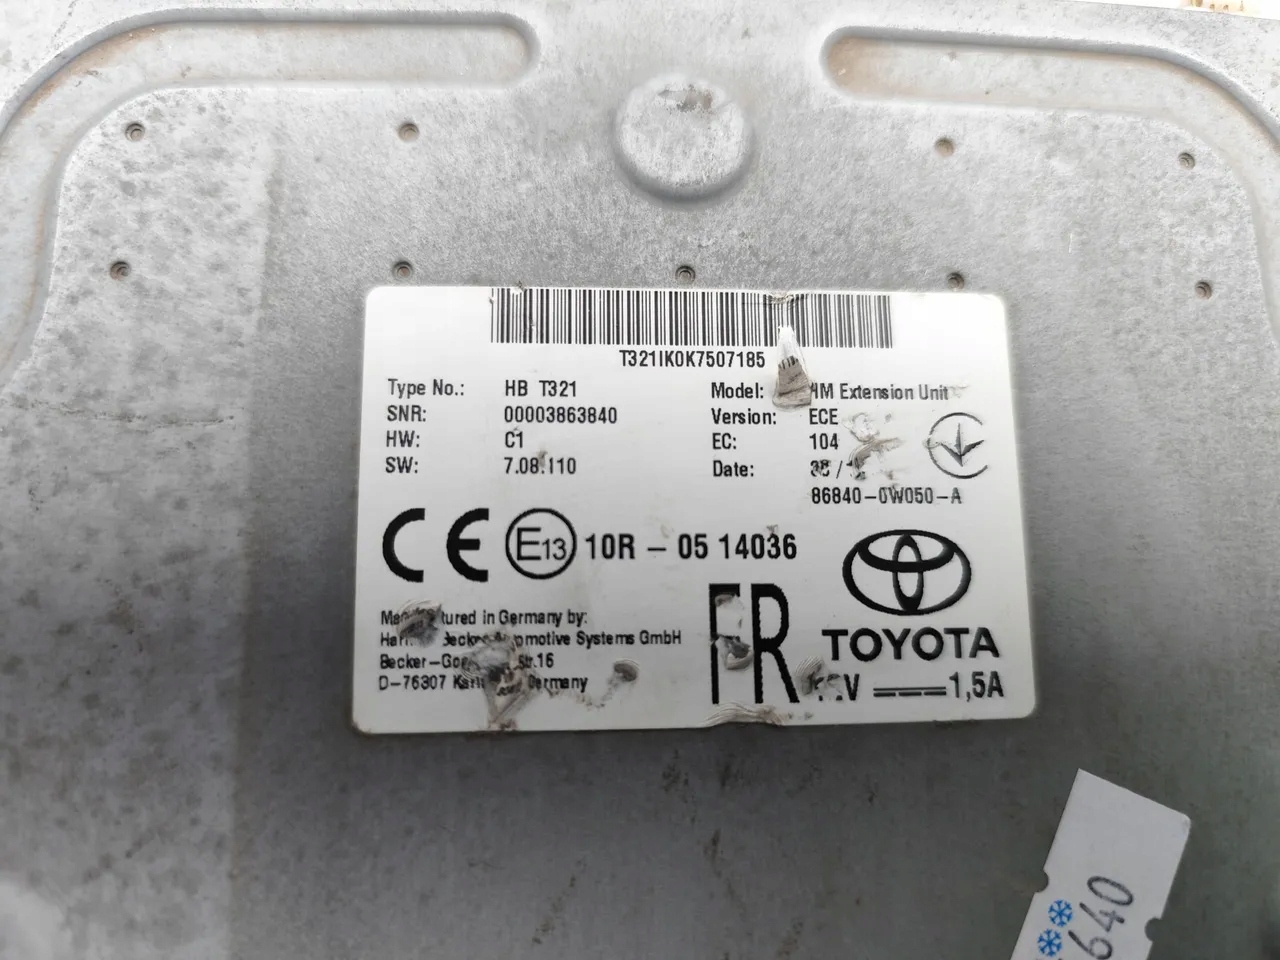 T321IK0K7507185
Type No.: HB T321
SNR: 00003863840
HW: C1
SW: 7.08.110
Model: HM Extension Unit
Version: ECE
EC: 104
Date:
86840-0W050-A
CE E13 10R - 05 14036
in Germany by:
Automotive Systems GmbH
str.16
D-76307 Germany
FR
TOYOTA
1,5A
640